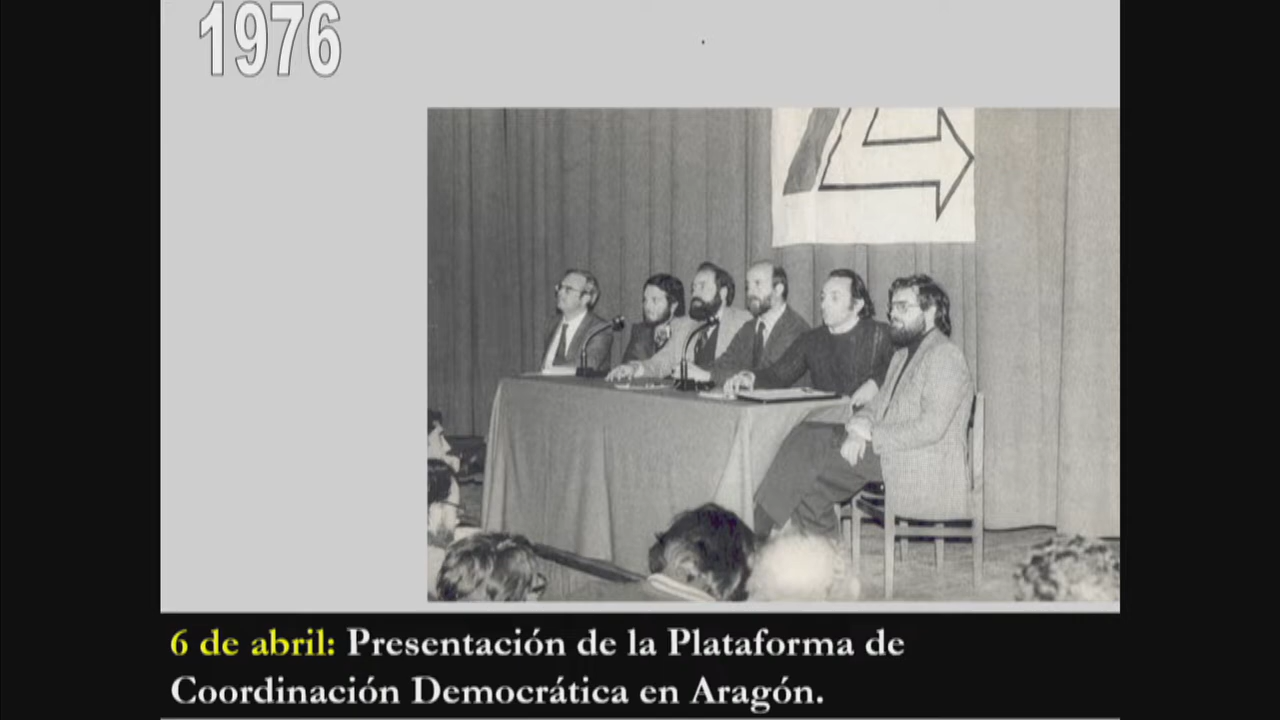 1976
6 de abril: Presentación de la Plataforma de
Coordinación Democrática en Aragón.